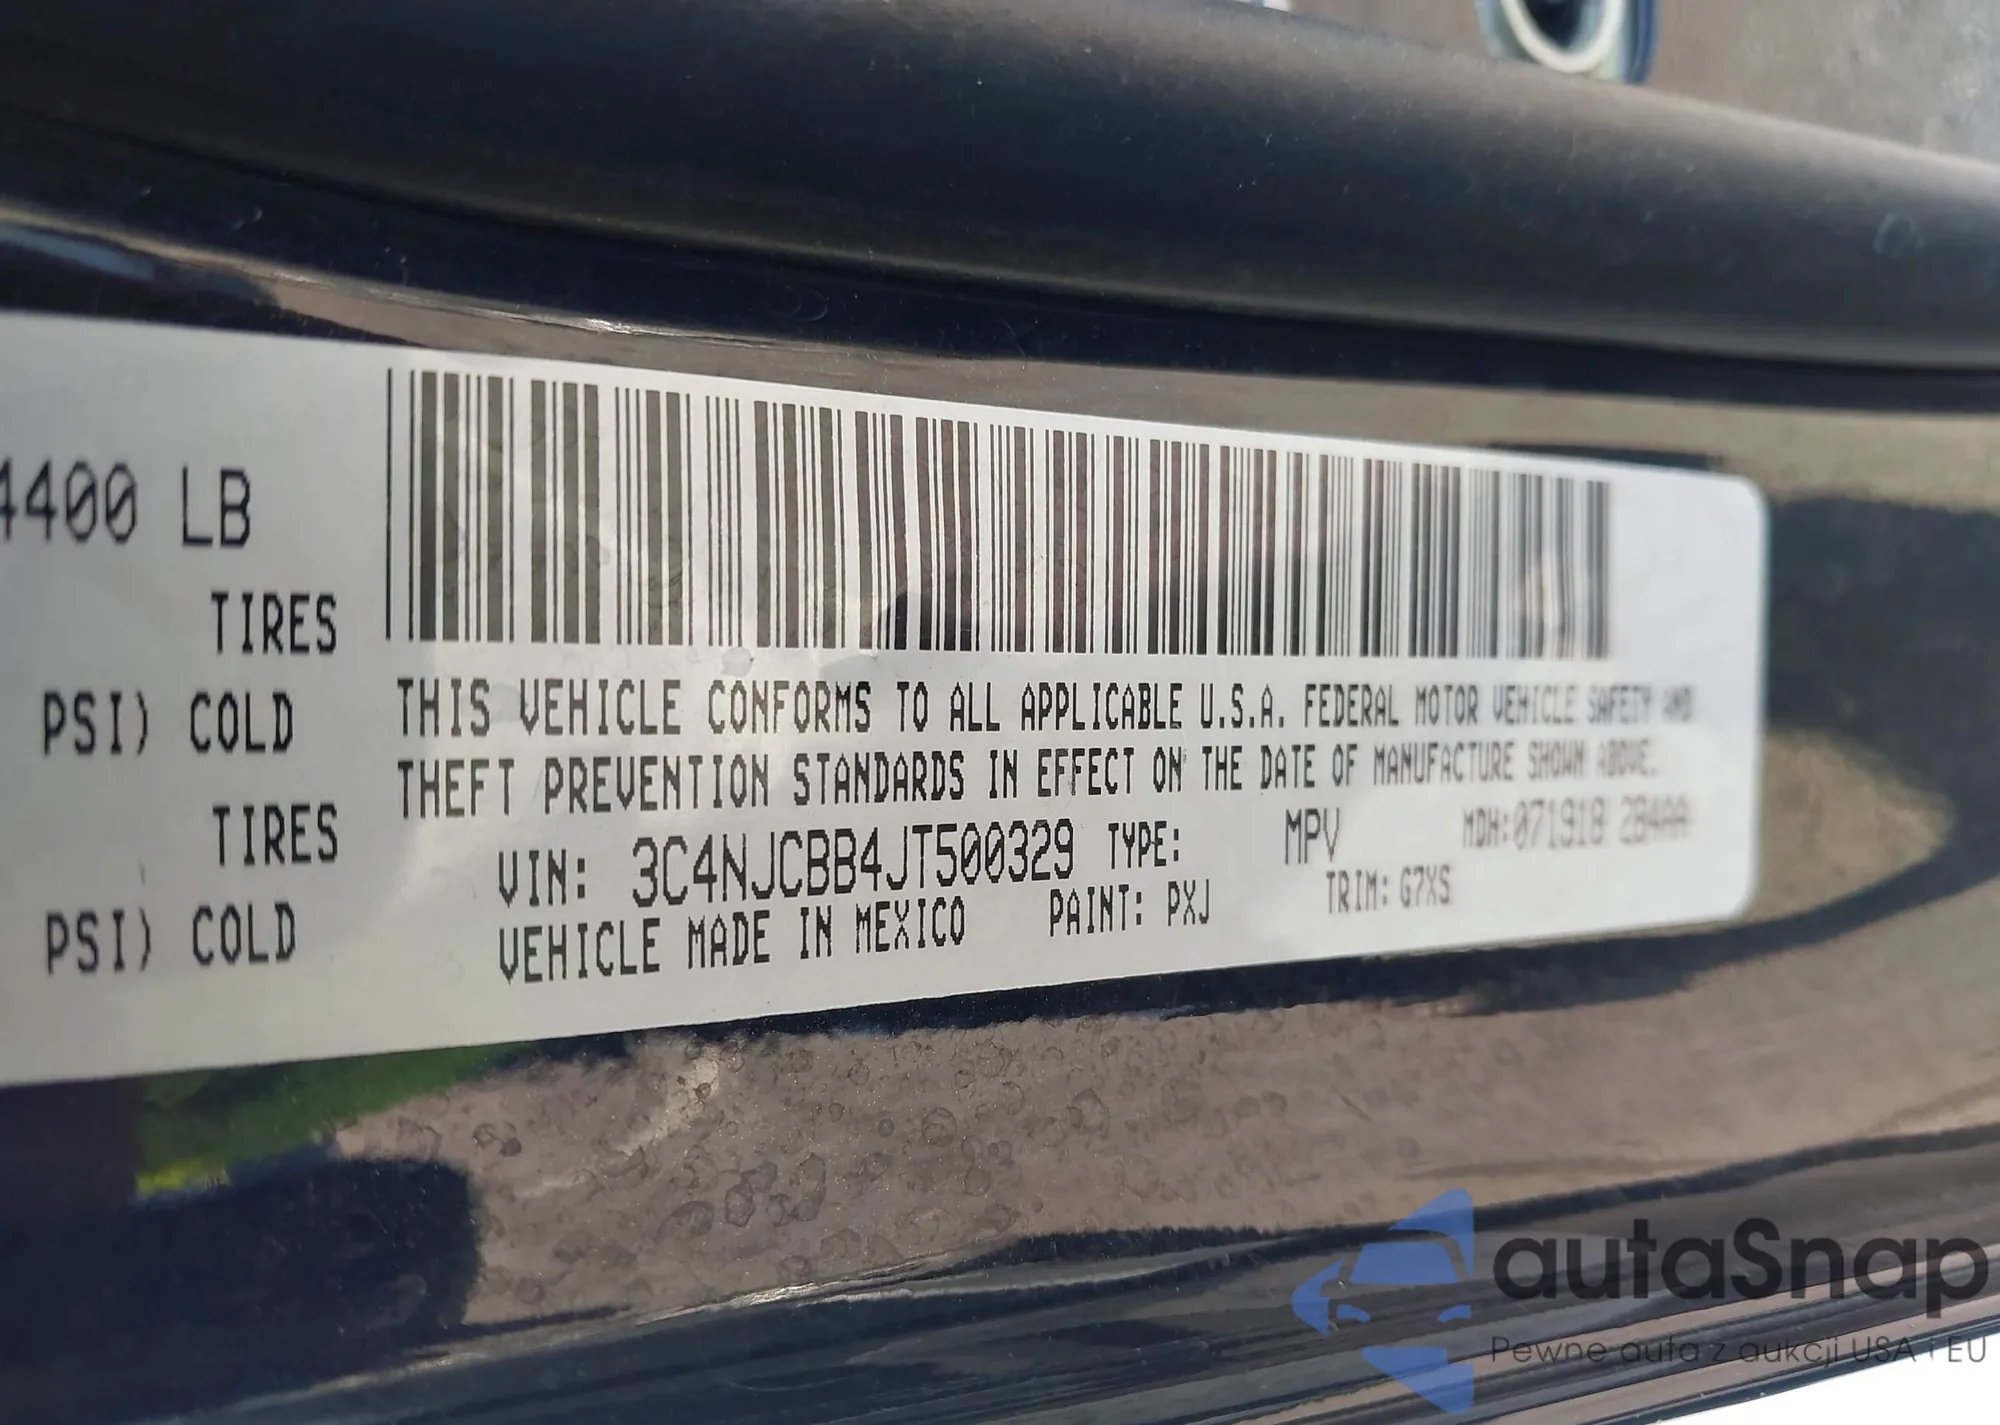 4400 LB
TIRES
PSI) COLD
TIRES
PSI) COLD
THIS VEHICLE CONFORMS TO ALL APPLICABLE U.S.A. FEDERAL MOTOR VEHICLE SAFETY AND
THEFT PREVENTION STANDARDS IN EFFECT ON THE DATE OF MANUFACTURE SHOWN ABOVE.
VIN: 3C4NJCBB4JT500329 TYPE: MPV MDH:071918 2B4AA
VEHICLE MADE IN MEXICO PAINT: PXJ TRIM: G7XS
autaSnap
Pewne auta z aukcji USA i EU